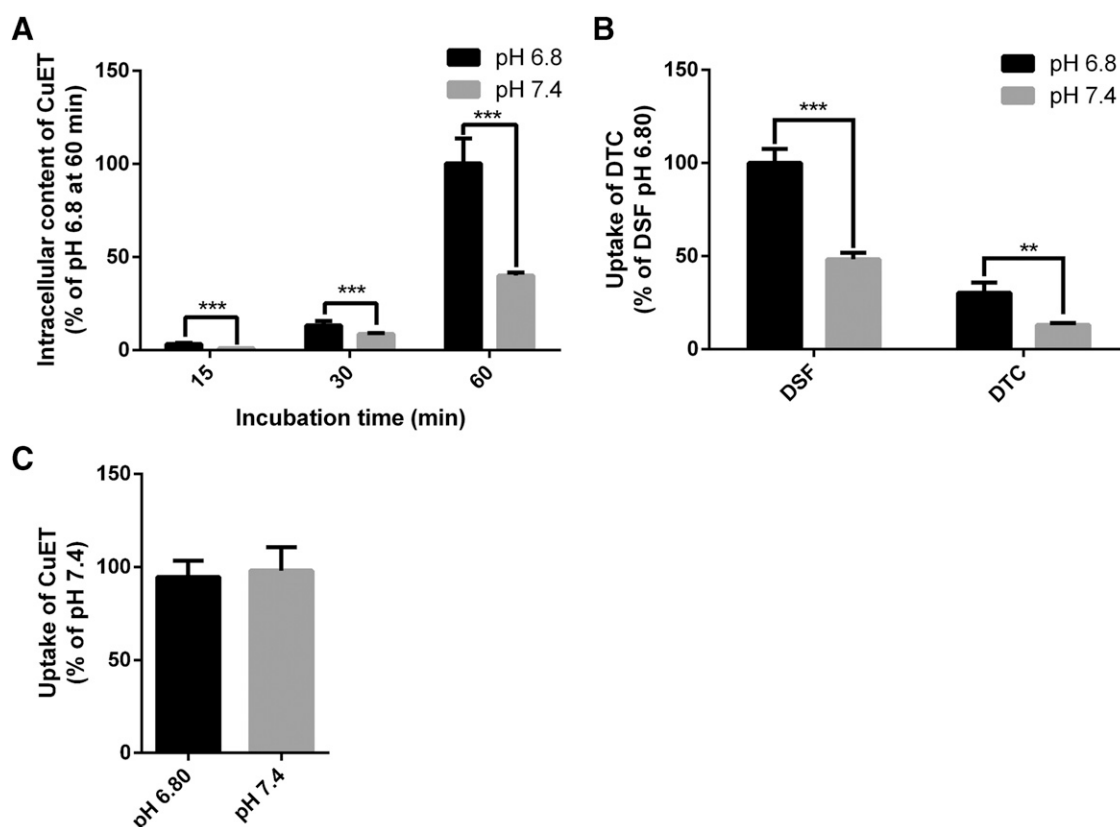 A
pH 6.8
pH 7.4
Intracellular content of CuET
(% of pH 6.8 at 60 min)
150
100
50
0
***
***
***
15
30
60
Incubation time (min)
B
pH 6.8
pH 7.4
Uptake of DTC
(% of DSF pH 6.80)
150
100
50
0
***
**
DSF
DTC
C
Uptake of CuET
(% of pH 7.4)
150
100
50
0
pH 6.80
pH 7.4